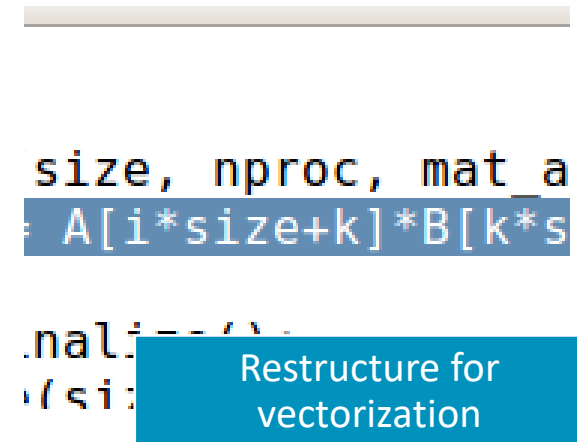 size, nproc, mat_a
= A[i*size+k]*B[k*s
Restructure for
vectorization